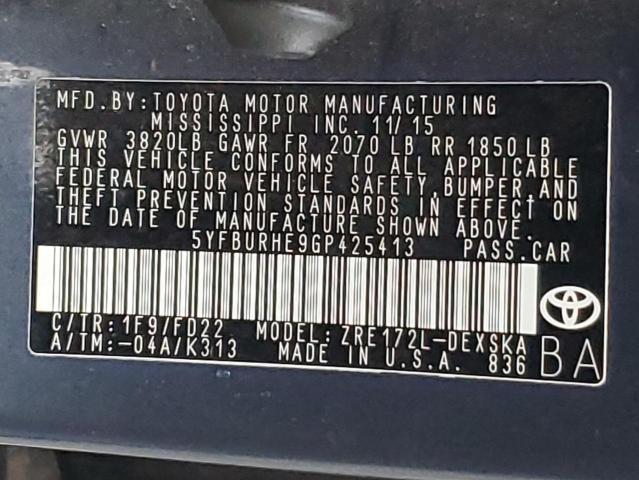 MFD.BY:TOYOTA MOTOR MANUFACTURING
MISSISSIPPI INC. 11/15
GVWR 3820LB GAWR FR 2070 LB RR 1850 LB
THIS VEHICLE CONFORMS TO ALL APPLICABLE
FEDERAL MOTOR VEHICLE SAFETY,BUMPER AND
THEFT PREVENTION STANDARDS IN EFFECT ON
THE DATE OF MANUFACTURE SHOWN ABOVE.
5YFBURHE9GP425413 PASS.CAR
C/TR:1F9/FD22 MODEL:ZRE172L-DEXSKA
A/TM:-04A/K313 MADE IN U.S.A. 836 BA